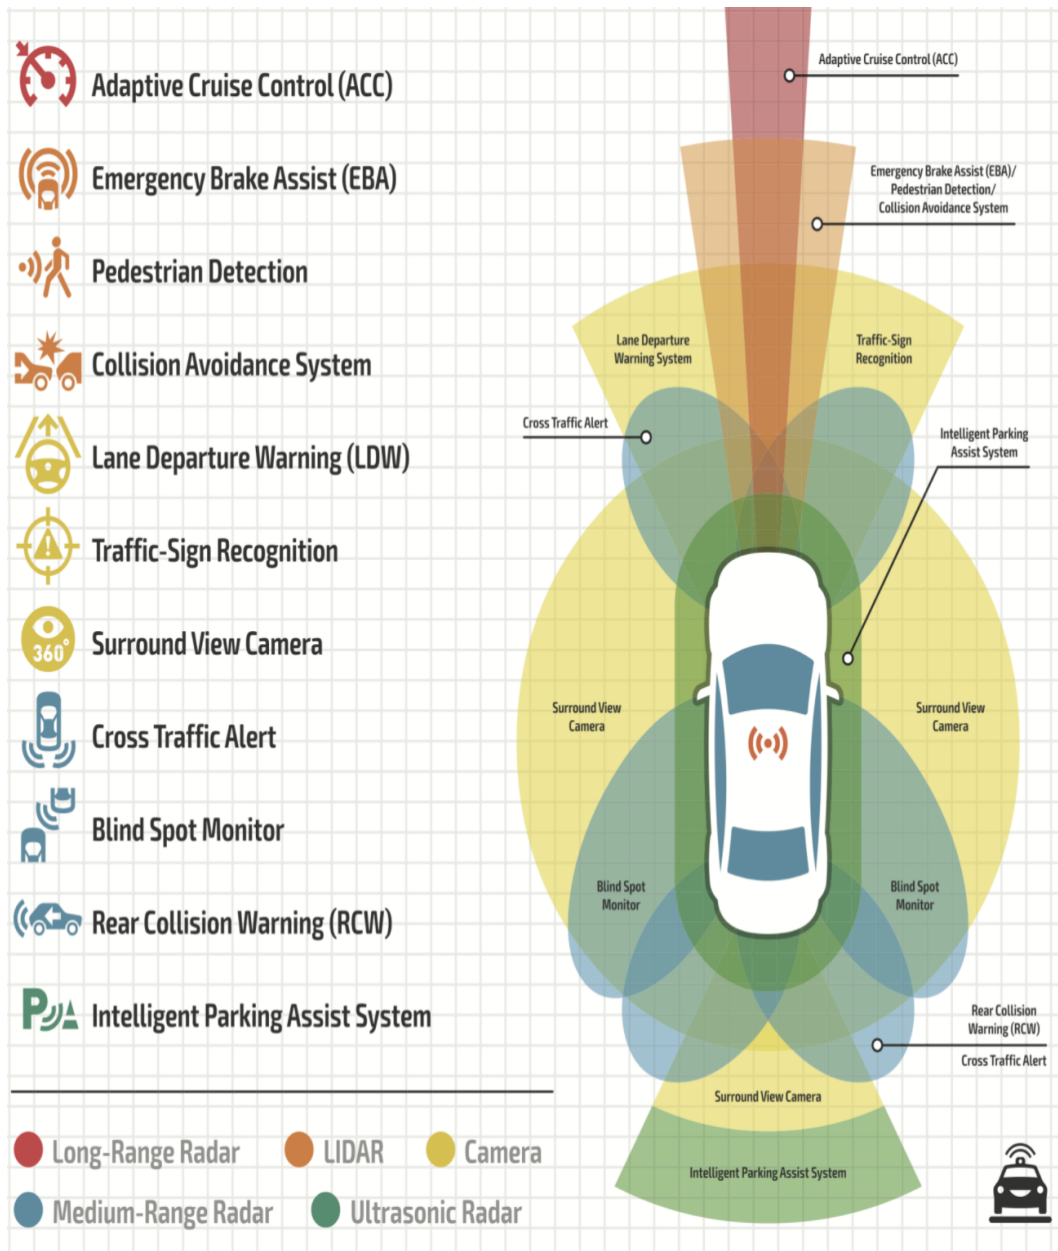 Adaptive Cruise Control (ACC)
Emergency Brake Assist (EBA)
Pedestrian Detection
Collision Avoidance System
Lane Departure Warning (LDW)
Traffic-Sign Recognition
360°
Surround View Camera
Cross Traffic Alert
Blind Spot Monitor
Rear Collision Warning (RCW)
P
Intelligent Parking Assist System
Long-Range Radar
LIDAR
Camera
Medium-Range Radar
Ultrasonic Radar
Adaptive Cruise Control (ACC)
Emergency Brake Assist (EBA)/
Pedestrian Detection/
Collision Avoidance System
Lane Departure
Warning System
Traffic-Sign
Recognition
Cross Traffic Alert
Intelligent Parking
Assist System
Surround View
Camera
Surround View
Camera
Blind Spot
Monitor
Blind Spot
Monitor
Rear Collision
Warning (RCW)
Cross Traffic Alert
Surround View Camera
Intelligent Parking Assist System